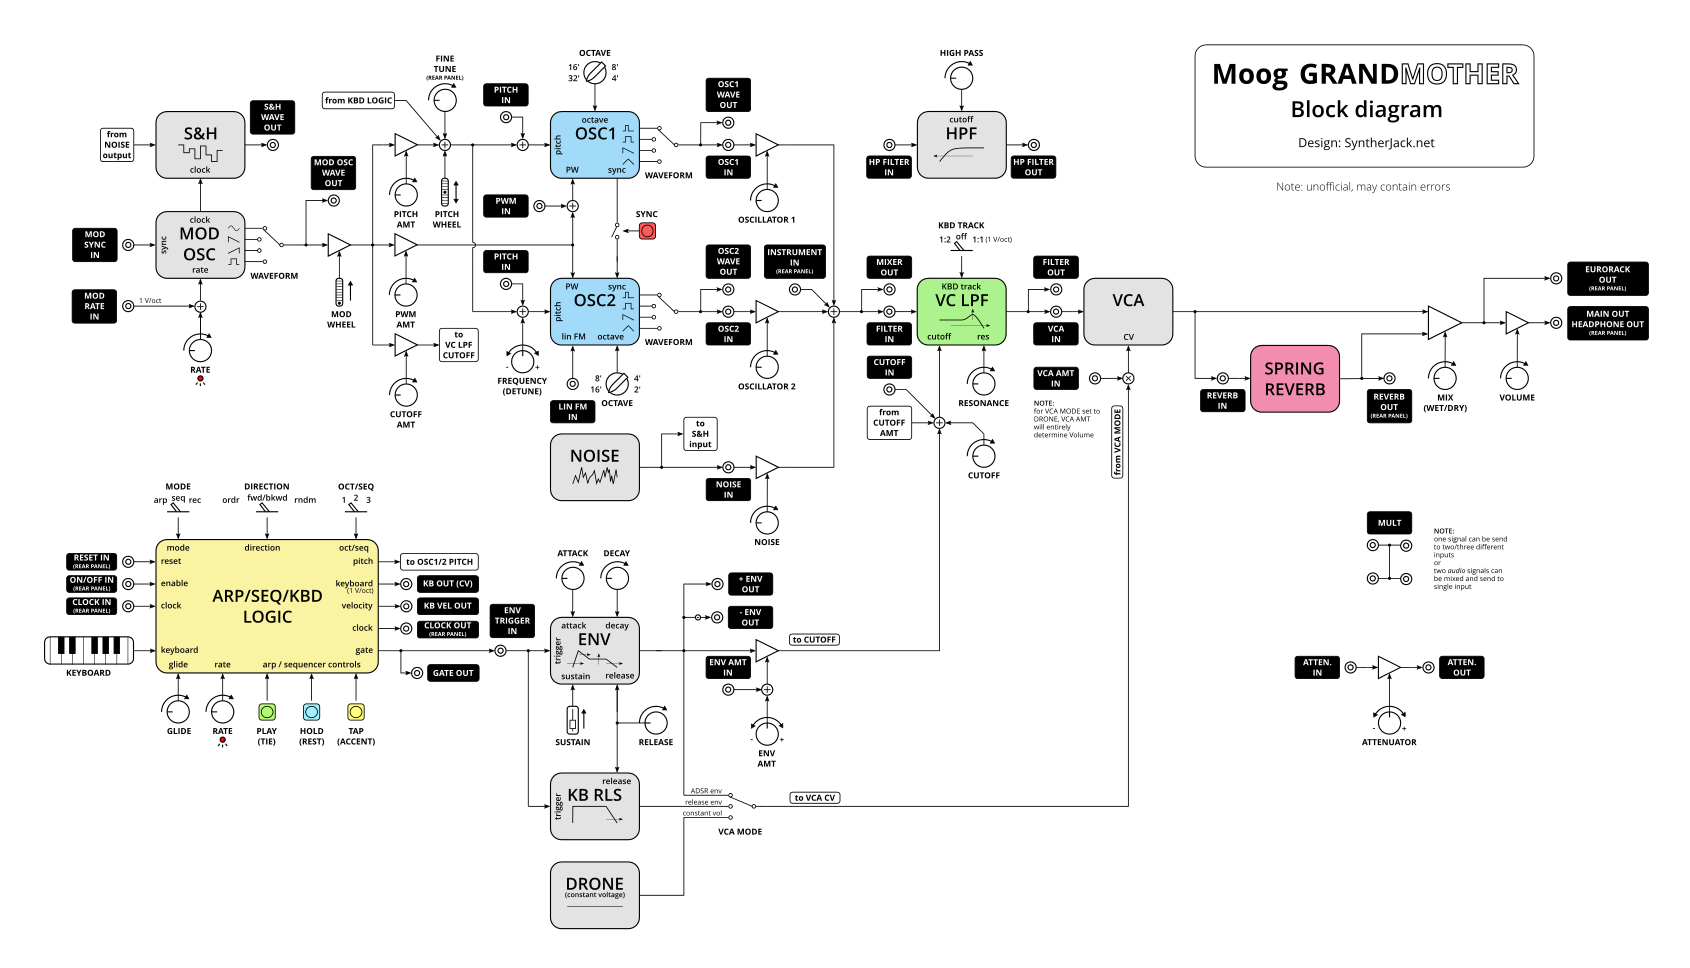 Moog GRANDMOTHER
Block diagram
Design: SyntherJack.net
Note: unofficial, may contain errors
from
NOISE
output
S&H
clock
S&H
WAVE
OUT
MOD
SYNC
IN
clock
MOD
OSC
sync
rate
WAVEFORM
MOD OSC
WAVE
OUT
MOD
RATE
IN
1 V/oct
RATE
MOD
WHEEL
from KBD LOGIC
FINE
TUNE
(REAR PANEL)
PITCH
AMT
PITCH
WHEEL
PWM
AMT
CUTOFF
AMT
to
VC LPF
CUTOFF
PITCH
IN
OCTAVE
16'
8'
32'
4'
octave
OSC1
pitch
PW
sync
WAVEFORM
OSC1
WAVE
OUT
OSC1
IN
OSCILLATOR 1
PWM
IN
SYNC
PITCH
IN
PW
sync
OSC2
pitch
lin FM
octave
WAVEFORM
OSC2
WAVE
OUT
OSC2
IN
OSCILLATOR 2
FREQUENCY
(DETUNE)
-
+
LIN FM
IN
8'
4'
16'
2'
OCTAVE
INSTRUMENT
IN
(REAR PANEL)
NOISE
to
S&H
input
NOISE
IN
NOISE
HIGH PASS
cutoff
HPF
HP FILTER
IN
HP FILTER
OUT
KBD TRACK
1:2
off
1:1 (1 V/oct)
MIXER
OUT
FILTER
IN
KBD track
VC LPF
cutoff
res
FILTER
OUT
VCA
IN
VCA
CV
CUTOFF
IN
from
CUTOFF
AMT
RESONANCE
CUTOFF
VCA AMT
IN
NOTE:
for VCA MODE set to
DRONE, VCA AMT
will entirely
determine Volume
from VCA MODE
REVERB
IN
SPRING
REVERB
REVERB
OUT
(REAR PANEL)
MIX
(WET/DRY)
VOLUME
EURORACK
OUT
(REAR PANEL)
MAIN OUT
HEADPHONE OUT
(REAR PANEL)
MODE
arp
seq
rec
DIRECTION
ordr
fwd/bkwd
rndm
OCT/SEQ
1
2
3
RESET IN
(REAR PANEL)
ON/OFF IN
(REAR PANEL)
CLOCK IN
(REAR PANEL)
KEYBOARD
mode
direction
oct/seq
reset
pitch
enable
keyboard
(1 V/oct)
ARP/SEQ/KBD
LOGIC
clock
velocity
clock
keyboard
gate
glide
rate
arp / sequencer controls
to OSC1/2 PITCH
KB OUT (CV)
KB VEL OUT
CLOCK OUT
(REAR PANEL)
GATE OUT
GLIDE
RATE
PLAY
(TIE)
HOLD
(REST)
TAP
(ACCENT)
ENV
TRIGGER
IN
ATTACK
DECAY
attack
decay
ENV
trigger
sustain
release
SUSTAIN
RELEASE
+ ENV
OUT
- ENV
OUT
ENV AMT
IN
to CUTOFF
-
+
ENV
AMT
release
KB RLS
trigger
ADSR env
release env
constant vol
VCA MODE
to VCA CV
DRONE
(constant voltage)
MULT
NOTE:
one signal can be send
to two/three different
inputs
or
two audio signals can
be mixed and send to
single input
ATTEN.
IN
ATTEN.
OUT
-
+
ATTENUATOR